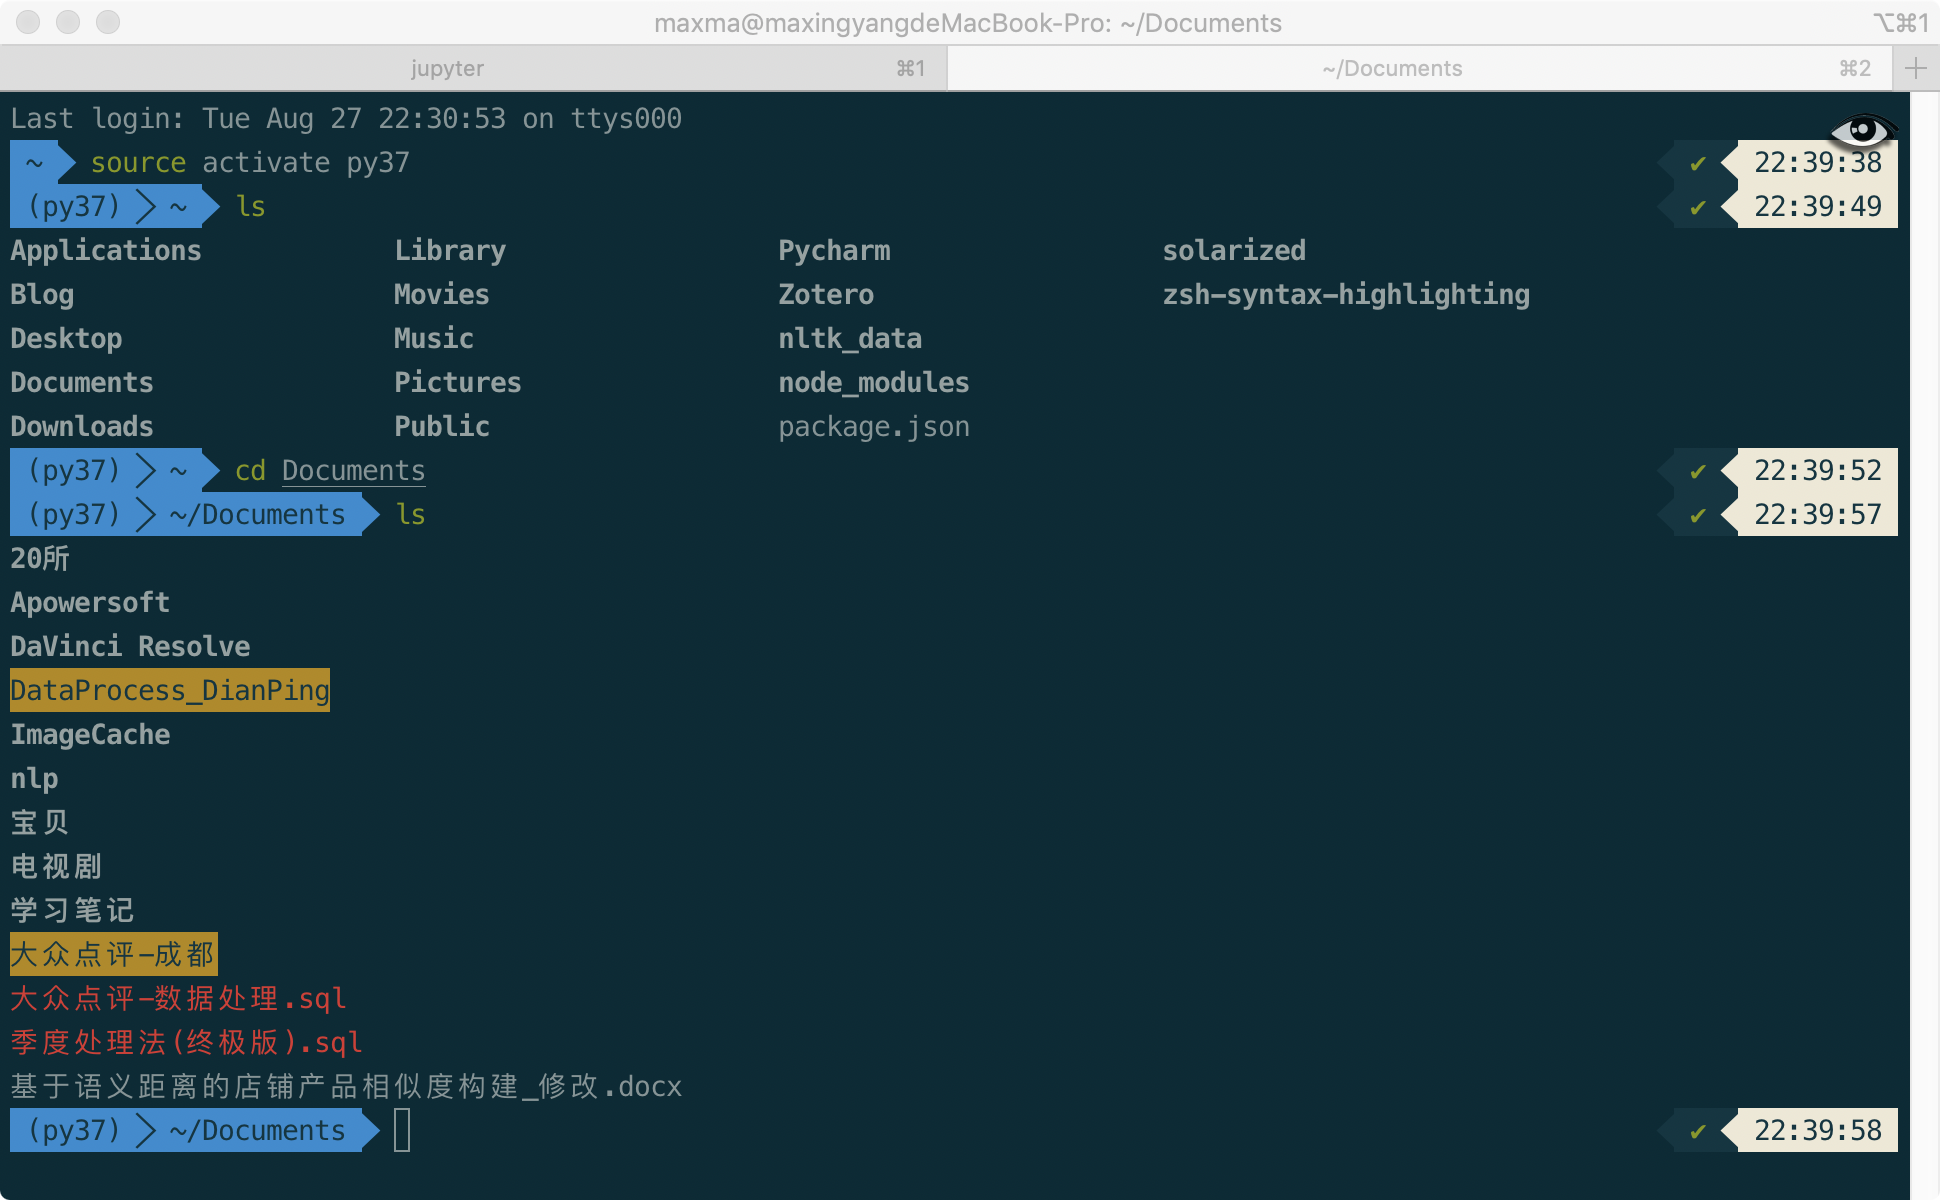 maxma@maxingyangdeMacBook-Pro: ~/Documents ⌥⌘1
jupyter ⌘1 ~/Documents ⌘2 +
Last login: Tue Aug 27 22:30:53 on ttys000
~ source activate py37 ✔ 22:39:38
(py37) ~ ls ✔ 22:39:49
Applications Library Pycharm solarized
Blog Movies Zotero zsh-syntax-highlighting
Desktop Music nltk_data
Documents Pictures node_modules
Downloads Public package.json
(py37) ~ cd Documents ✔ 22:39:52
(py37) ~/Documents ls ✔ 22:39:57
20所
Apowersoft
DaVinci Resolve
DataProcess_DianPing
ImageCache
nlp
宝贝
电视剧
学习笔记
大众点评-成都
大众点评-数据处理.sql
季度处理法(终极版).sql
基于语义距离的店铺产品相似度构建_修改.docx
(py37) ~/Documents ✔ 22:39:58